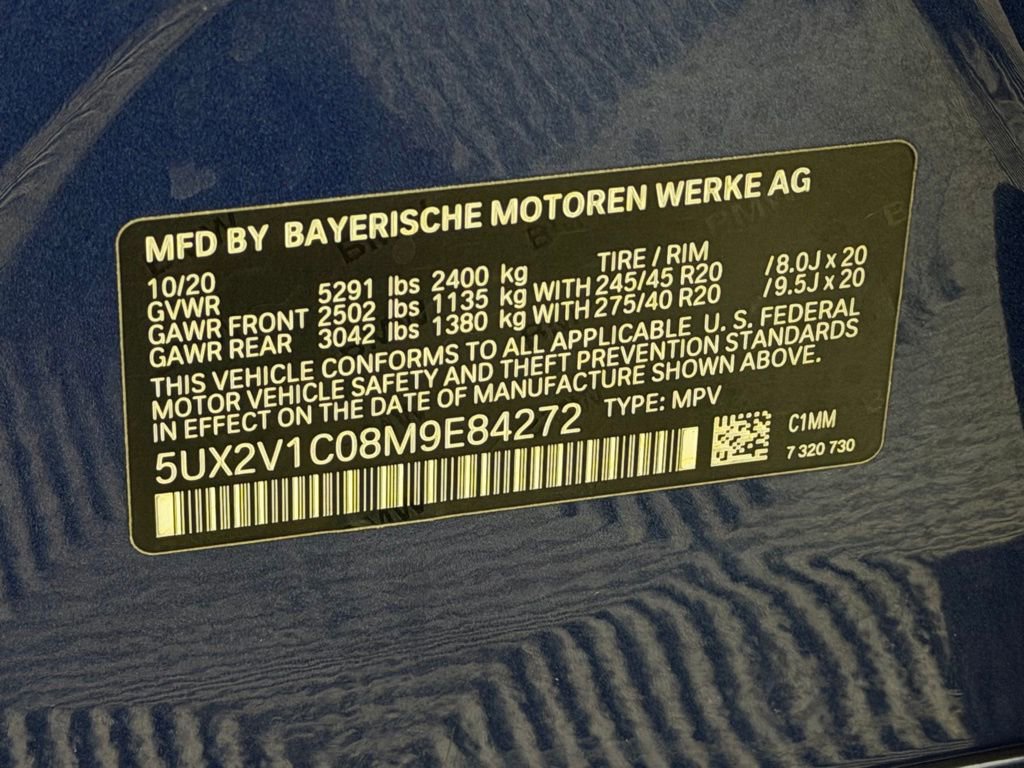 MFD BY BAYERISCHE MOTOREN WERKE AG
10/20 TIRE / RIM
GVWR 5291 lbs 2400 kg
GAWR FRONT 2502 lbs 1135 kg WITH 245/45 R20 /8.0J x 20
GAWR REAR 3042 lbs 1380 kg WITH 275/40 R20 /9.5J x 20
THIS VEHICLE CONFORMS TO ALL APPLICABLE U. S. FEDERAL
MOTOR VEHICLE SAFETY AND THEFT PREVENTION STANDARDS
IN EFFECT ON THE DATE OF MANUFACTURE SHOWN ABOVE.
5UX2V1C08M9E84272 TYPE: MPV
C1MM
7 320 730